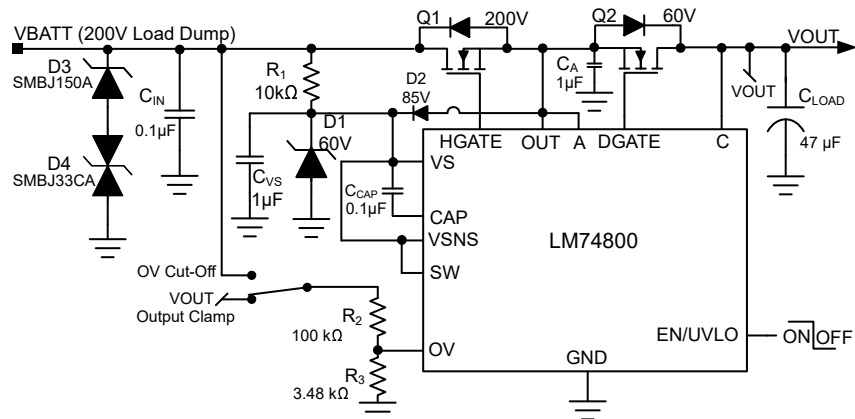 Q1
200V
Q2
60V
VBATT (200V Load Dump)
VOUT
D3
SMBJ150A
CIN
0.1µF
R1
10kΩ
D2
85V
CA
1µF
VOUT
CLOAD
47 µF
D1
60V
HGATE
OUT
A
DGATE
C
D4
SMBJ33CA
CVS
1µF
VS
CCAP
0.1µF
CAP
VSNS
LM74800
SW
OV Cut-Off
VOUT
Output Clamp
R2
100 kΩ
EN/UVLO
ON
OFF
OV
GND
R3
3.48 kΩ